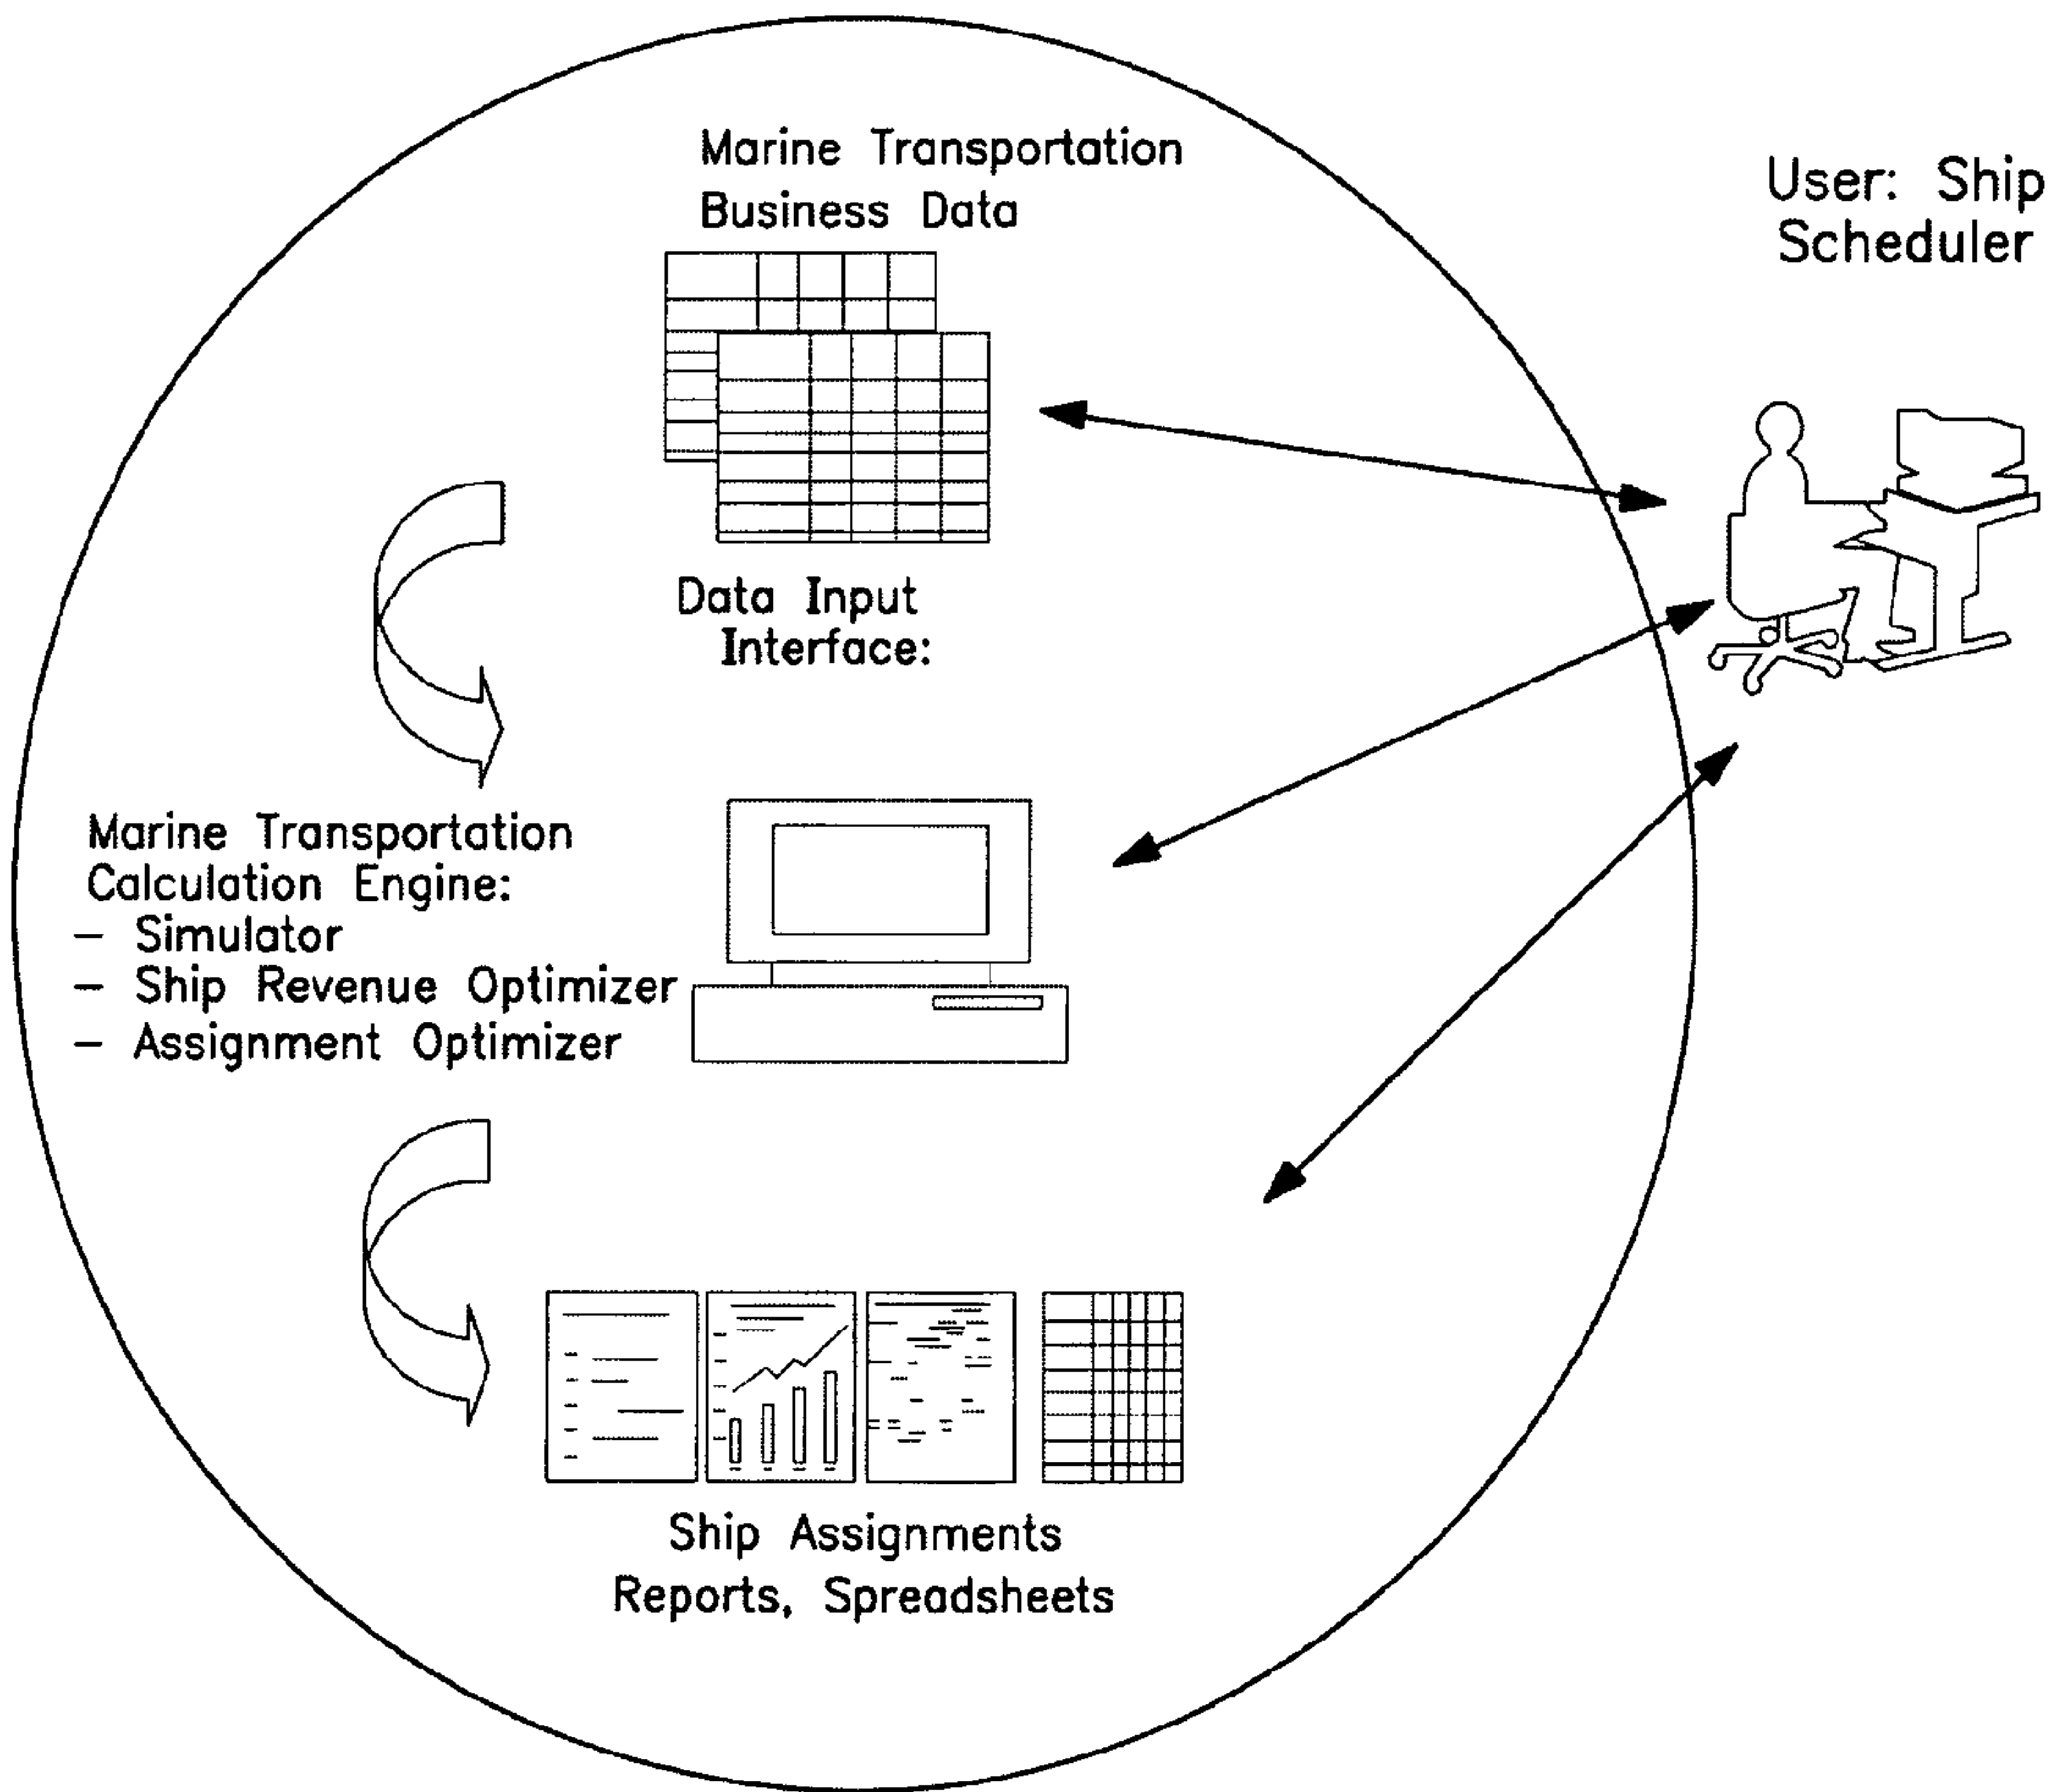 Marine Transportation
Business Data
User: Ship
Scheduler
Data Input
Interface:
Marine Transportation
Calculation Engine:
– Simulator
– Ship Revenue Optimizer
– Assignment Optimizer
Ship Assignments
Reports, Spreadsheets